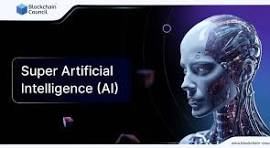 Blockchain
Council
Super Artificial
Intelligence (AI)